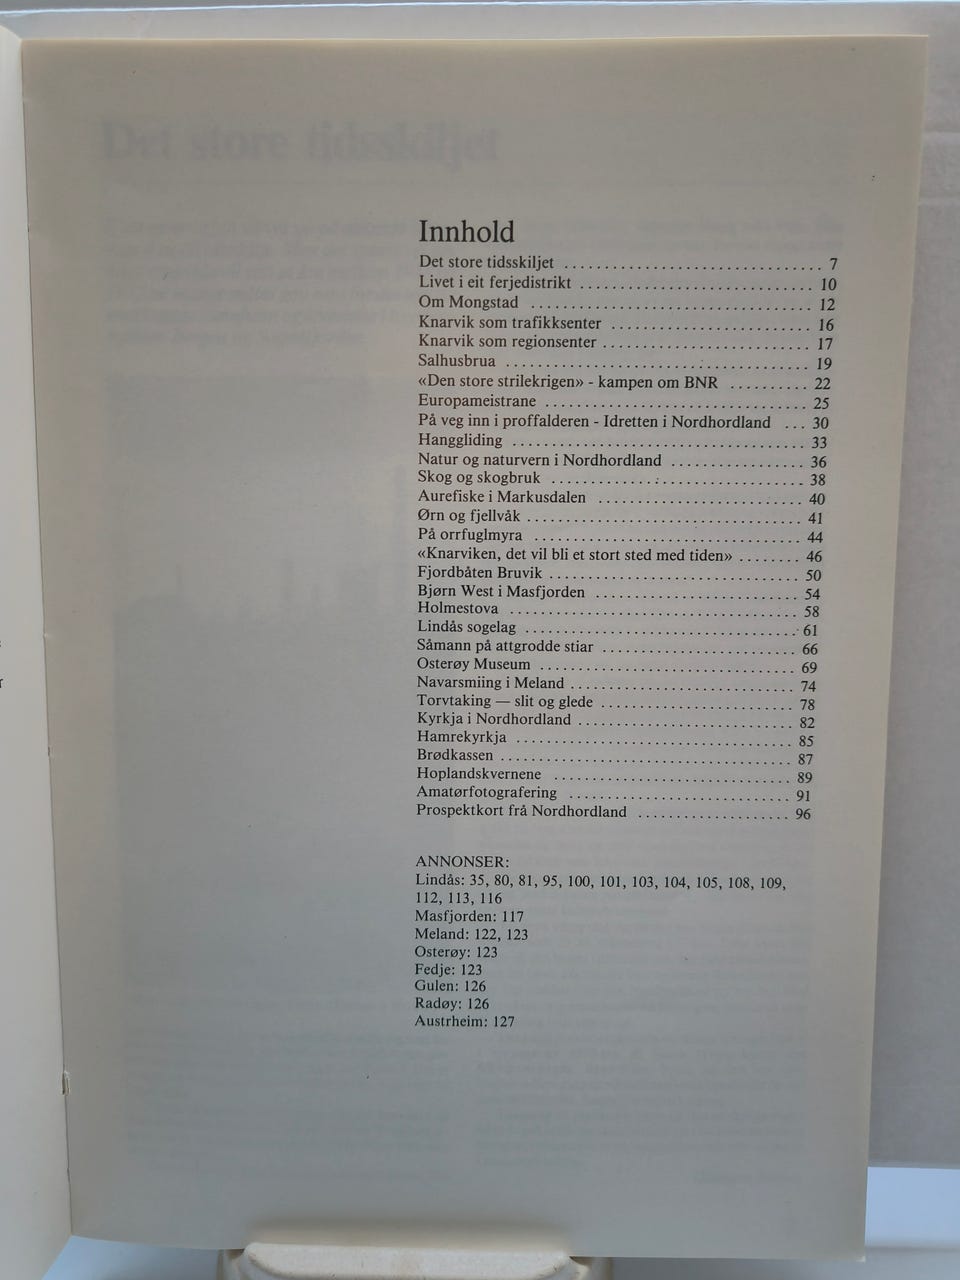 Det store tidsskiljet
Innhold
Det store tidsskiljet ................................ 7
Livet i eit ferjedistrikt .............................. 10
Om Mongstad .................................... 12
Knarvik som trafikksenter .......................... 16
Knarvik som regionsenter ........................... 17
Salhusbrua ....................................... 19
«Den store strilekrigen» - kampen om BNR .......... 22
Europameistrane .................................. 25
På veg inn i proffalderen - Idretten i Nordhordland ... 30
Hanggliding ...................................... 33
Natur og naturvern i Nordhordland ................. 36
Skog og skogbruk ................................. 38
Aurefiske i Markusdalen ........................... 40
Ørn og fjellvåk ................................... 41
På orrfuglmyra ................................... 44
«Knarviken, det vil bli et stort sted med tiden» ........ 46
Fjordbåten Bruvik ................................ 50
Bjørn West i Masfjorden .......................... 54
Holmestova ...................................... 58
Lindås sogelag ................................... 61
Såmann på attgrodde stiar ......................... 66
Osterøy Museum ................................. 69
Navarsmiing i Meland ............................. 74
Torvtaking — slit og glede ......................... 78
Kyrkja i Nordhordland ............................ 82
Hamrekyrkja ..................................... 85
Brødkassen ...................................... 87
Hoplandskvernene ................................ 89
Amatørfotografering .............................. 91
Prospektkort frå Nordhordland .................... 96
ANNONSER:
Lindås: 35, 80, 81, 95, 100, 101, 103, 104, 105, 108, 109,
112, 113, 116
Masfjorden: 117
Meland: 122, 123
Osterøy: 123
Fedje: 123
Gulen: 126
Radøy: 126
Austrheim: 127